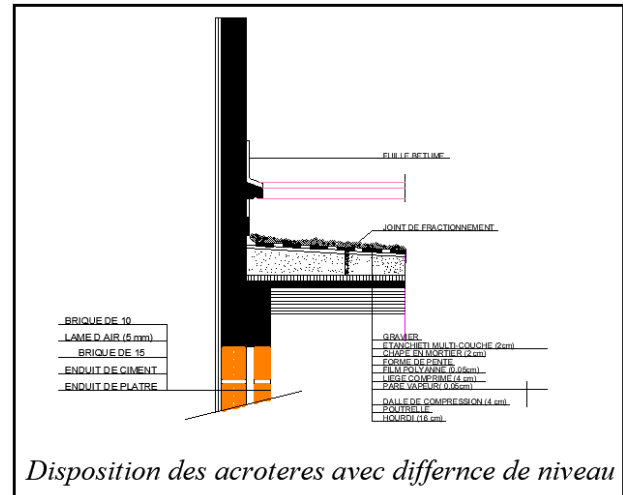 FUILLE BETUME
JOINT DE FRACTIONNEMENT
BRIQUE DE 10
LAME D AIR (5 mm)
BRIQUE DE 15
ENDUIT DE CIMENT
ENDUIT DE PLATRE
GRAVIER
ETANCHIETI MULTI-COUCHE (2cm)
CHAPE EN MORTIER (2 cm)
FORME DE PENTE
FILM POLYANNE (0.05cm)
LIEGE COMPRIME (4 cm)
PARE VAPEUR( 0.05cm)
DALLE DE COMPRESSION (4 cm)
POUTRELLE
HOURDI (16 cm)
Disposition des acroteres avec differnce de niveau